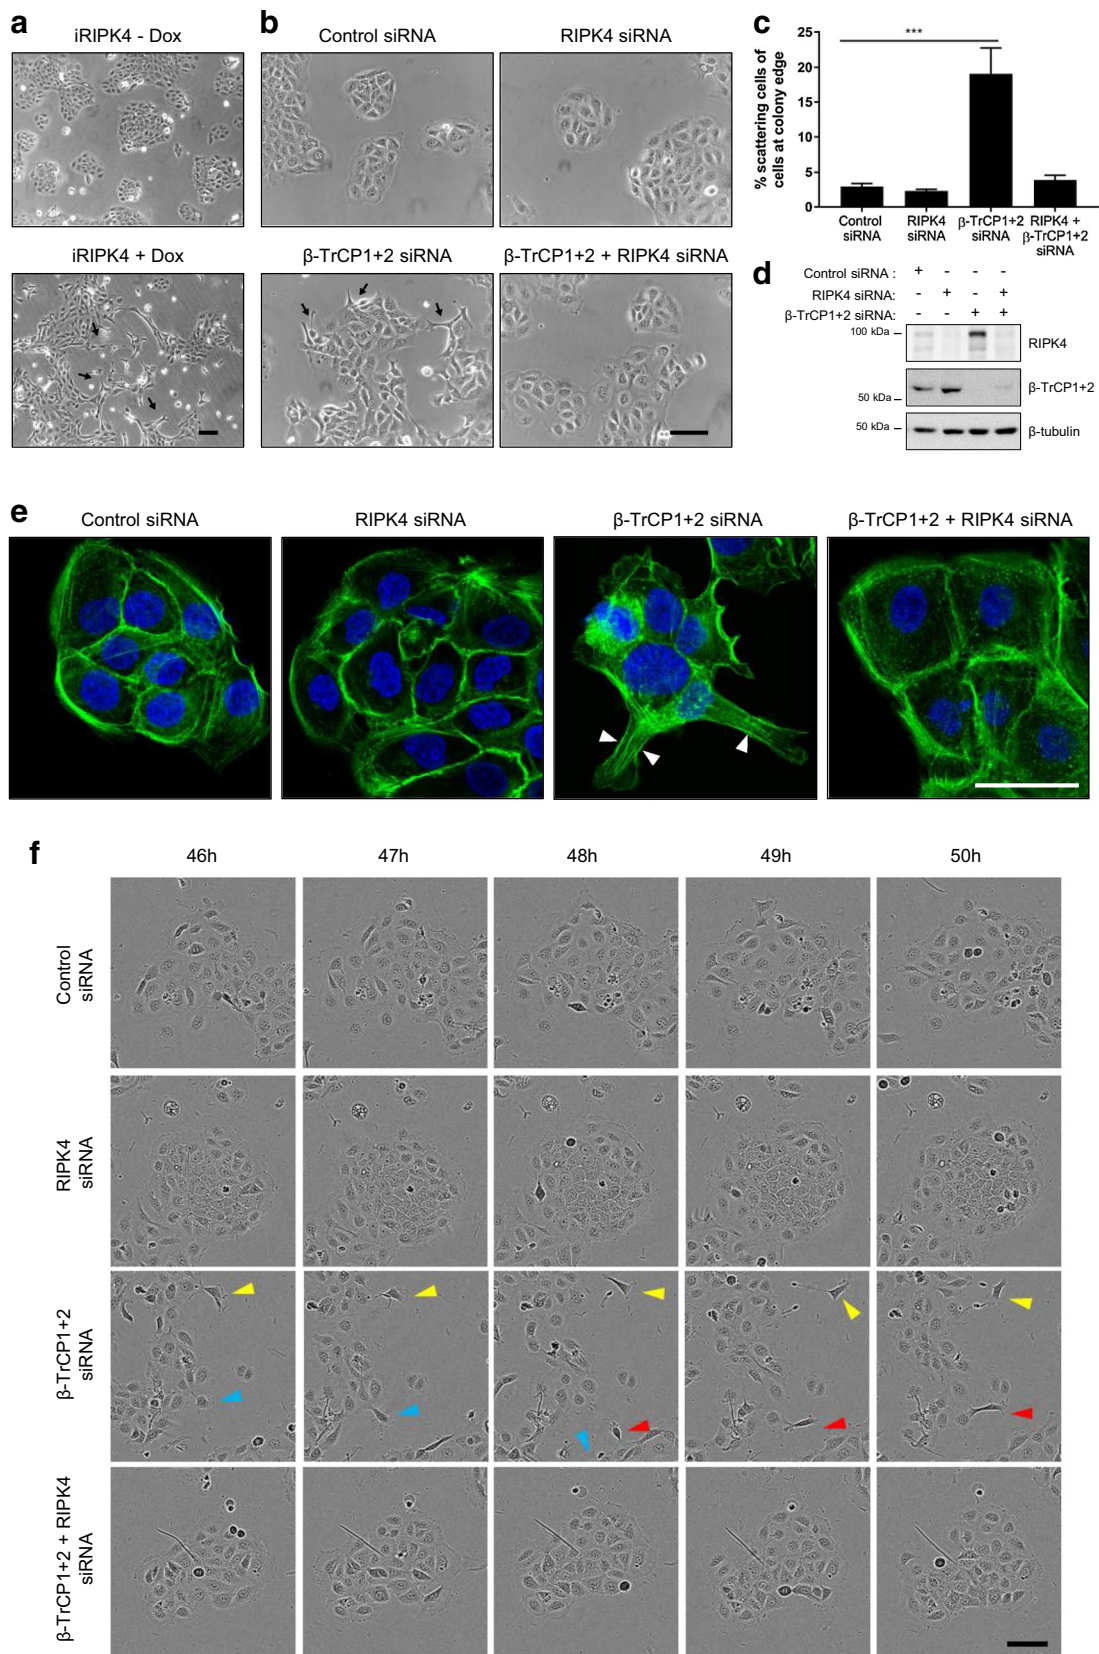 a
iRIPK4 - Dox
iRIPK4 + Dox
b
Control siRNA
RIPK4 siRNA
β-TrCP1+2 siRNA
β-TrCP1+2 + RIPK4 siRNA
c
% scattering cells of
cells at colony edge
25
20
15
10
5
0
***
Control
siRNA
RIPK4
siRNA
β-TrCP1+2
siRNA
RIPK4 +
β-TrCP1+2
siRNA
d
Control siRNA : + - - -
RIPK4 siRNA: - + - +
β-TrCP1+2 siRNA: - - + +
100 kDa
RIPK4
50 kDa
β-TrCP1+2
50 kDa
β-tubulin
e
Control siRNA
RIPK4 siRNA
β-TrCP1+2 siRNA
β-TrCP1+2 + RIPK4 siRNA
f
46h
47h
48h
49h
50h
Control
siRNA
RIPK4
siRNA
β-TrCP1+2
siRNA
β-TrCP1+2 + RIPK4
siRNA